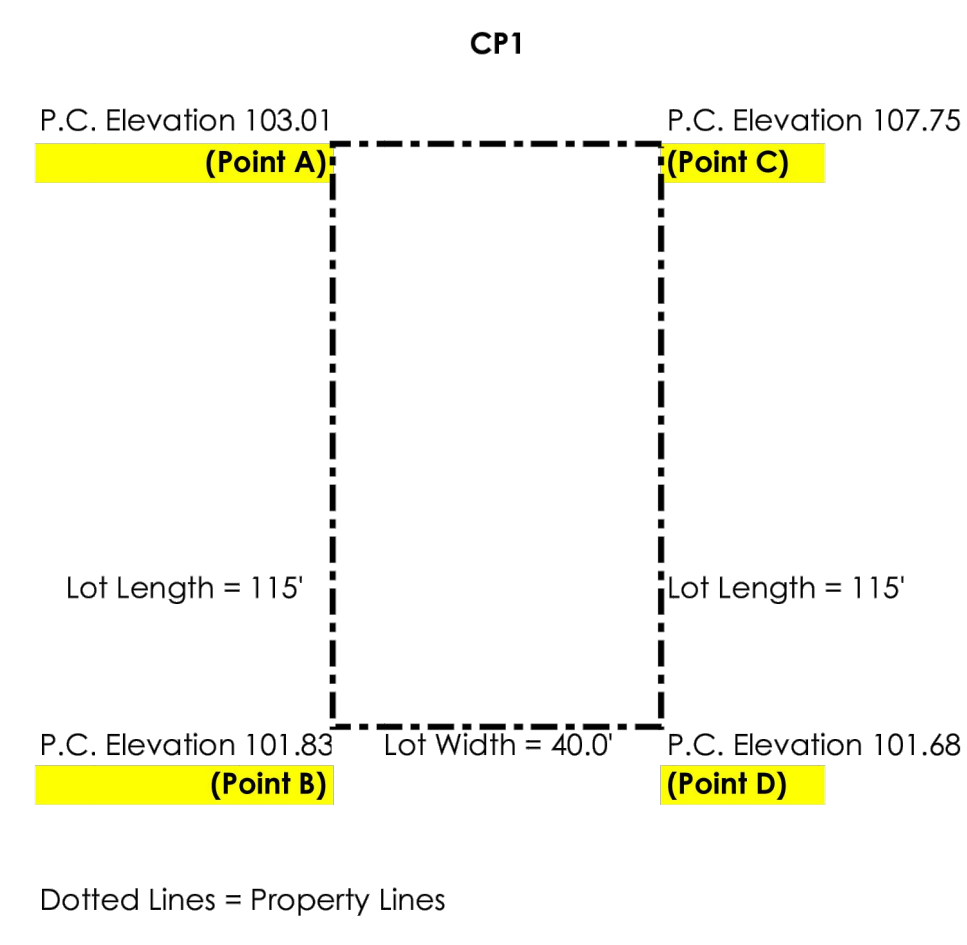 CP1
P.C. Elevation 103.01
(Point A)
P.C. Elevation 107.75
(Point C)
Lot Length = 115'
Lot Length = 115'
P.C. Elevation 101.83
(Point B)
Lot Width = 40.0'
P.C. Elevation 101.68
(Point D)
Dotted Lines = Property Lines